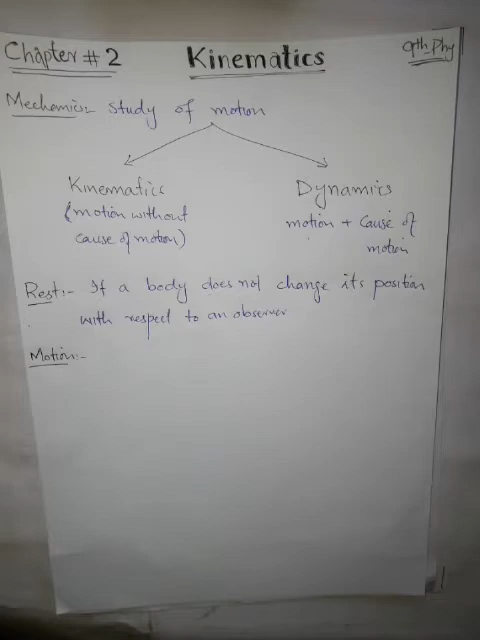 Chapter # 2 Kinematics 9th Phy
Mechanics:- study of motion
Kinematics Dynamics
(motion without motion + cause of
cause of motion) motion
Rest:- If a body does not change its position
with respect to an observer
Motion:-